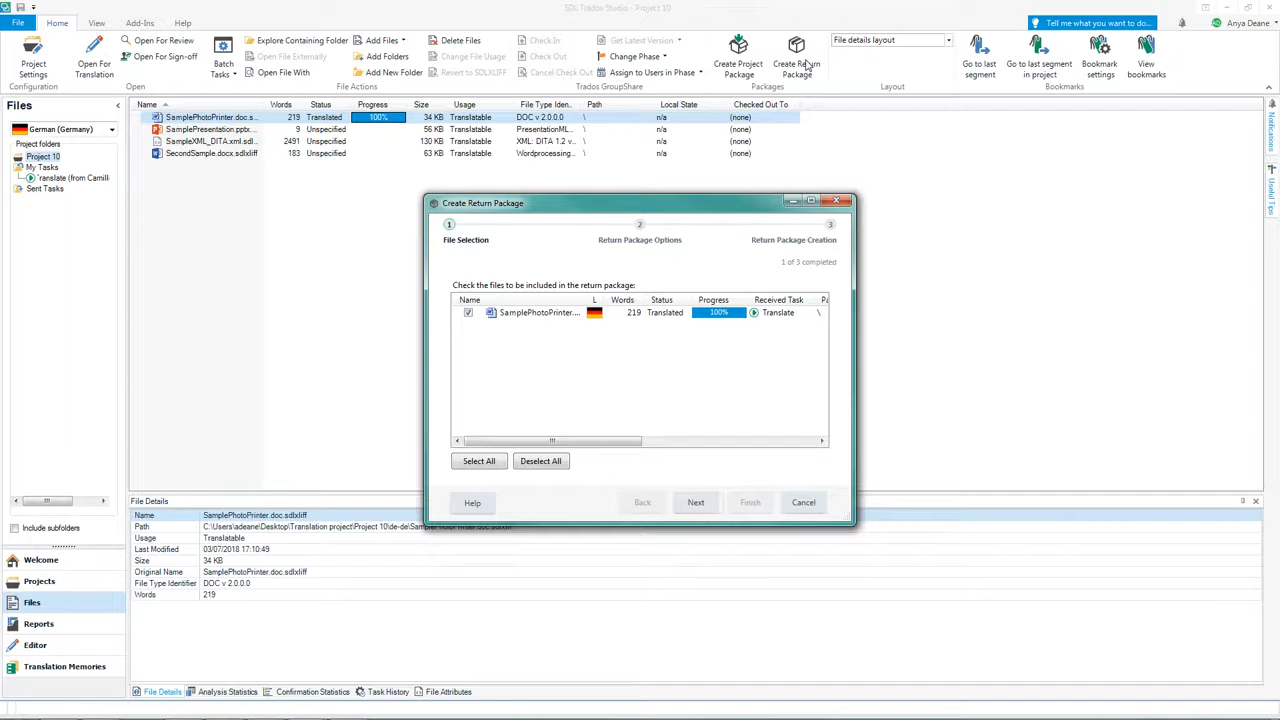 SDL Trados Studio - Project 10
File Home View Add-Ins Help
Tell me what you want to do...
Anya Deane
Project Settings
Open For Translation
Open For Review
Open For Sign-off
Batch Tasks
Explore Containing Folder
Open File Externally
Open File With
Add Files
Add Folders
Add New Folder
Delete Files
Change File Usage
Revert to SDLXLIFF
Check In
Check Out
Cancel Check Out
Get Latest Version
Change Phase
Assign to Users in Phase
Create Project Package
Create Return Package
File details layout
Go to last segment
Go to last segment in project
Bookmark settings
View bookmarks
Configuration Open File Actions Trados GroupShare Packages Layout Bookmarks
Files
German (Germany)
Project folders
Project 10
My Tasks
Translate (from Camill
Sent Tasks
Include subfolders
Welcome
Projects
Files
Reports
Editor
Translation Memories
Name Words Status Progress Size Usage File Type Iden... Path Local State Checked Out To
SamplePhotoPrinter.doc.s... 219 Translated 100% 34 KB Translatable DOC v 2.0.0.0 \ n/a (none)
SamplePresentation.pptx.... 9 Unspecified 56 KB Translatable PresentationML... \ n/a (none)
SampleXML_DITA.xml.sdl... 2491 Unspecified 130 KB Translatable XML: DITA 1.2 v... \ n/a (none)
SecondSample.docx.sdlxliff 183 Unspecified 63 KB Translatable Wordprocessing... \ n/a (none)
Create Return Package
1 2 3
File Selection Return Package Options Return Package Creation
1 of 3 completed
Check the files to be included in the return package:
Name L Words Status Progress Received Task Pa
SamplePhotoPrinter.... 219 Translated 100% Translate \
Select All Deselect All
Help Back Next Finish Cancel
File Details
Name SamplePhotoPrinter.doc.sdlxliff
Path C:\Users\adeane\Desktop\Translation project\Project 10\de-de\SamplePhotoPrinter.doc.sdlxliff
Usage Translatable
Last Modified 03/07/2018 17:10:49
Size 34 KB
Original Name SamplePhotoPrinter.doc.sdlxliff
File Type Identifier DOC v 2.0.0.0
Words 219
File Details Analysis Statistics Confirmation Statistics Task History File Attributes
Notifications
Useful Tips